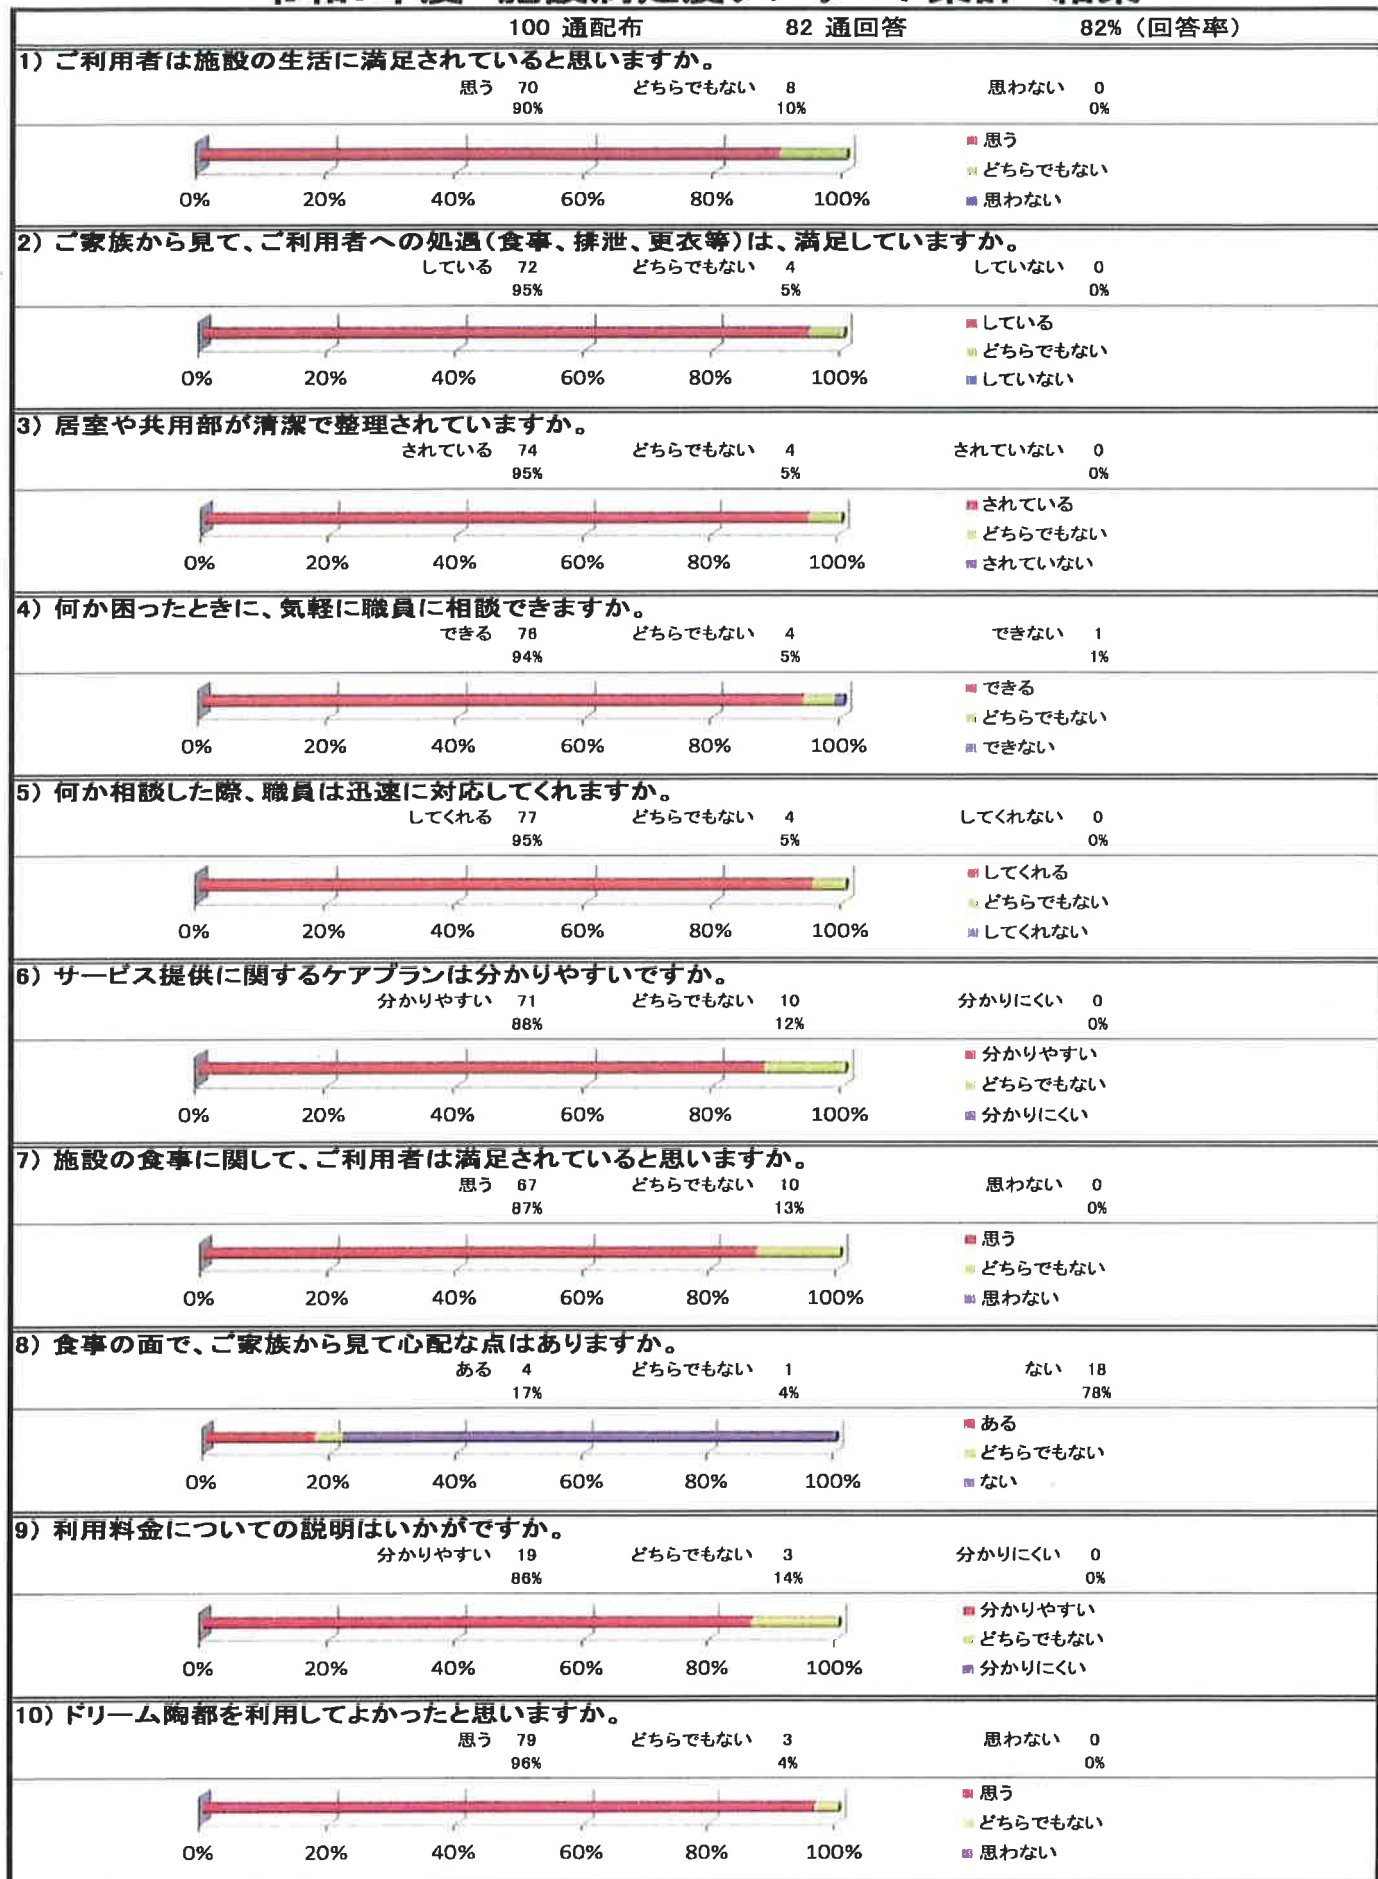 100 通配布 82 通回答 82%（回答率）
1）ご利用者は施設の生活に満足されていると思いますか。
思う 70 どちらでもない 8 思わない 0
90% 10% 0%
思う
どちらでもない
思わない
0% 20% 40% 60% 80% 100%
2）ご家族から見て、ご利用者への処遇（食事、排泄、更衣等）は、満足していますか。
している 72 どちらでもない 4 していない 0
95% 5% 0%
している
どちらでもない
していない
0% 20% 40% 60% 80% 100%
3）居室や共用部が清潔で整理されていますか。
されている 74 どちらでもない 4 されていない 0
95% 5% 0%
されている
どちらでもない
されていない
0% 20% 40% 60% 80% 100%
4）何か困ったときに、気軽に職員に相談できますか。
できる 76 どちらでもない 4 できない 1
94% 5% 1%
できる
どちらでもない
できない
0% 20% 40% 60% 80% 100%
5）何か相談した際、職員は迅速に対応してくれますか。
してくれる 77 どちらでもない 4 してくれない 0
95% 5% 0%
してくれる
どちらでもない
してくれない
0% 20% 40% 60% 80% 100%
6）サービス提供に関するケアプランは分かりやすいですか。
分かりやすい 71 どちらでもない 10 分かりにくい 0
88% 12% 0%
分かりやすい
どちらでもない
分かりにくい
0% 20% 40% 60% 80% 100%
7）施設の食事に関して、ご利用者は満足されていると思いますか。
思う 67 どちらでもない 10 思わない 0
87% 13% 0%
思う
どちらでもない
思わない
0% 20% 40% 60% 80% 100%
8）食事の面で、ご家族から見て心配な点はありますか。
ある 4 どちらでもない 1 ない 18
17% 4% 78%
ある
どちらでもない
ない
0% 20% 40% 60% 80% 100%
9）利用料金についての説明はいかがですか。
分かりやすい 19 どちらでもない 3 分かりにくい 0
86% 14% 0%
分かりやすい
どちらでもない
分かりにくい
0% 20% 40% 60% 80% 100%
10）ドリーム陶都を利用してよかったと思いますか。
思う 79 どちらでもない 3 思わない 0
96% 4% 0%
思う
どちらでもない
思わない
0% 20% 40% 60% 80% 100%